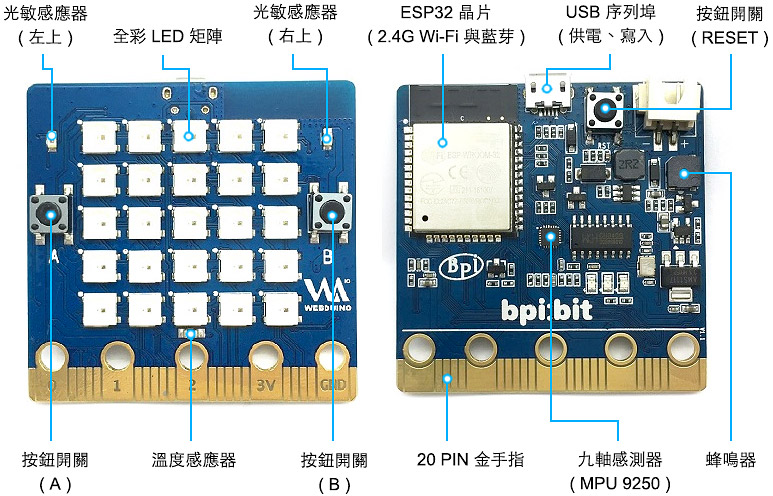 光敏感應器
( 左上 )
全彩 LED 矩陣
光敏感應器
( 右上 )
ESP32 晶片
( 2.4G Wi-Fi 與藍芽 )
USB 序列埠
( 供電、寫入 )
按鈕開關
( RESET )
A
B
WEBDUINO
0
1
2
3V
GND
RST
2R2
+
BpI
bpi:bit
按鈕開關
( A )
溫度感應器
按鈕開關
( B )
20 PIN 金手指
九軸感測器
( MPU 9250 )
蜂鳴器